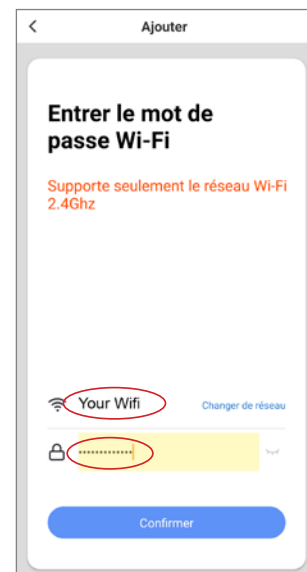 Ajouter
Entrer le mot de
passe Wi-Fi
Supporte seulement le réseau Wi-Fi
2.4Ghz
Your Wifi
Changer de réseau
•••••••••••••
Confirmer